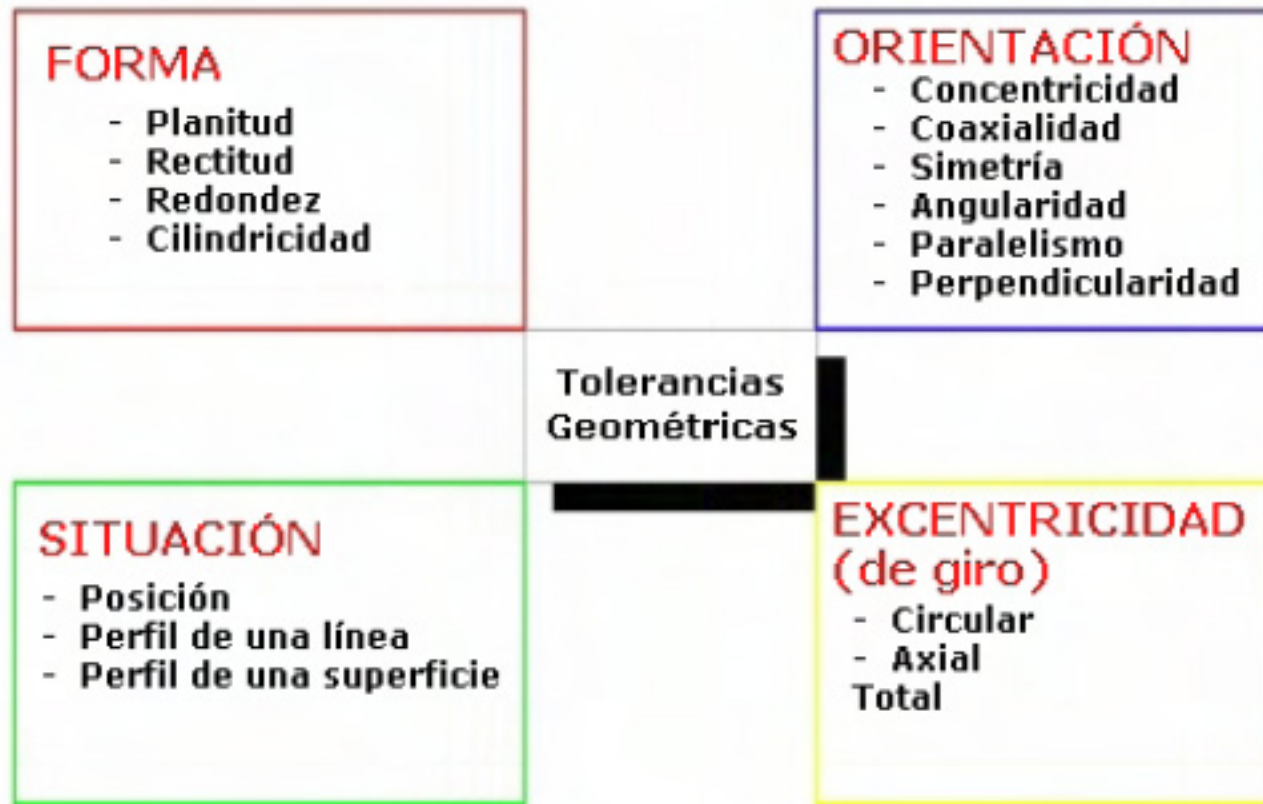 FORMA
- Planitud
- Rectitud
- Redondez
- Cilindricidad
ORIENTACIÓN
- Concentricidad
- Coaxialidad
- Simetría
- Angularidad
- Paralelismo
- Perpendicularidad
Tolerancias
Geométricas
SITUACIÓN
- Posición
- Perfil de una línea
- Perfil de una superficie
EXCENTRICIDAD
(de giro)
- Circular
- Axial
Total